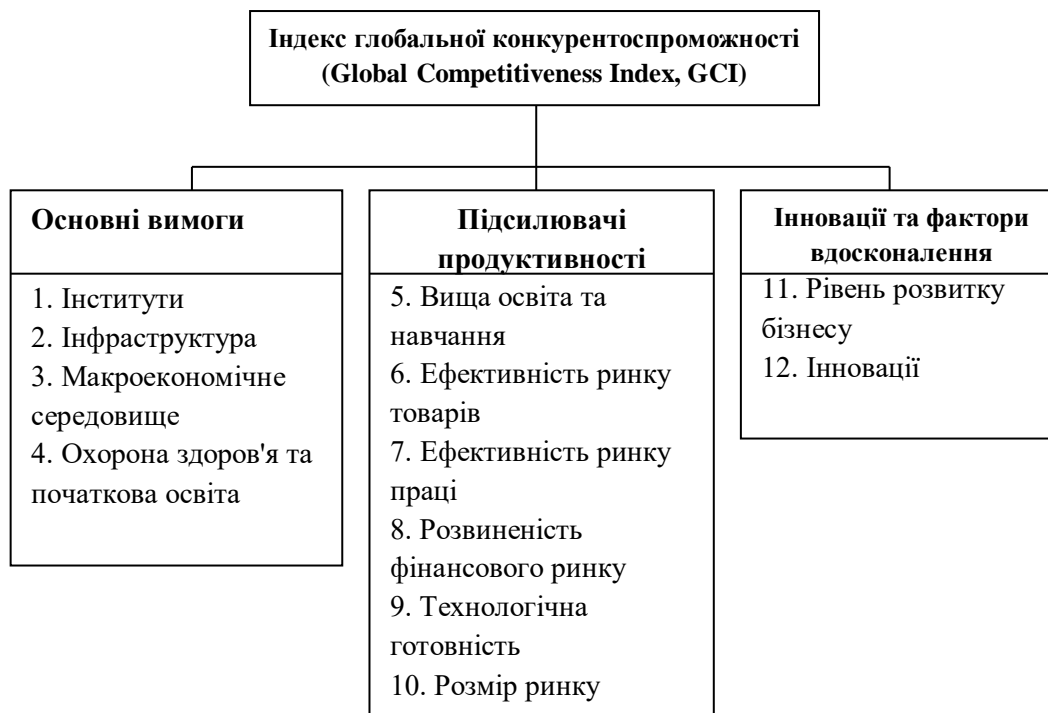 Індекс глобальної конкурентоспроможності
(Global Competitiveness Index, GCI)
Основні вимоги
1. Інститути
2. Інфраструктура
3. Макроекономічне
середовище
4. Охорона здоров'я та
початкова освіта
Підсилювачі
продуктивності
5. Вища освіта та
навчання
6. Ефективність ринку
товарів
7. Ефективність ринку
праці
8. Розвиненість
фінансового ринку
9. Технологічна
готовність
10. Розмір ринку
Інновації та фактори
вдосконалення
11. Рівень розвитку
бізнесу
12. Інновації